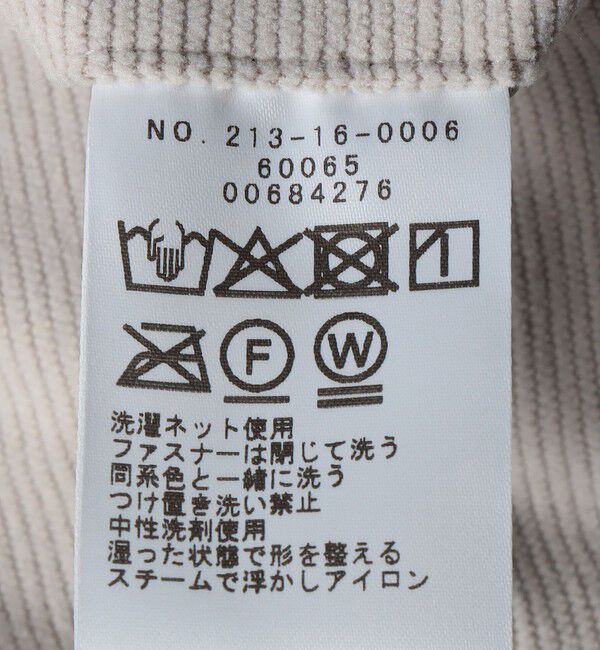 NO. 213-16-0006
60065
00684276
F W
洗濯ネット使用
ファスナーは閉じて洗う
同系色と一緒に洗う
つけ置き洗い禁止
中性洗剤使用
湿った状態で形を整える
スチームで浮かしアイロン